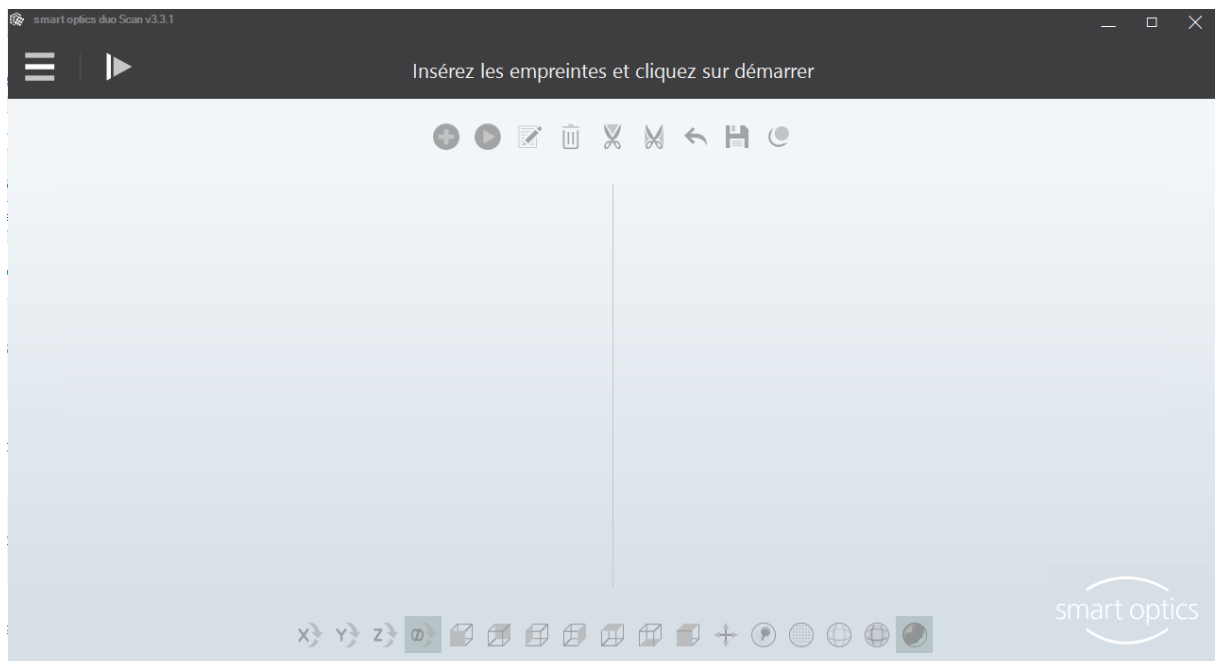 smart optics duo Scan v3.3.1
Insérez les empreintes et cliquez sur démarrer
X Y Z
smart optics